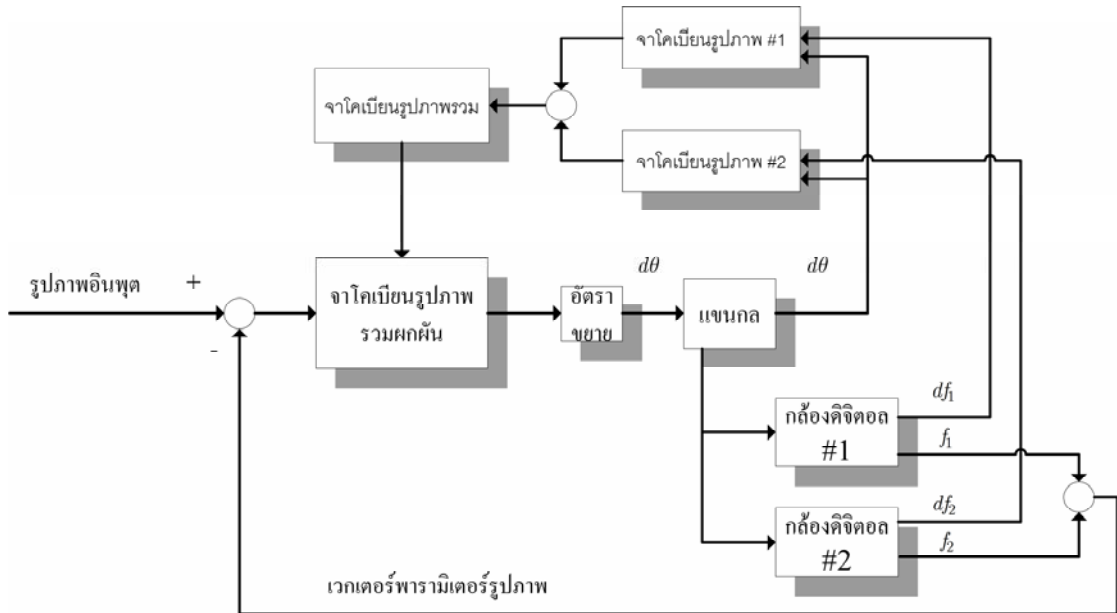 จาโคเบียนรูปภาพ #1
จาโคเบียนรูปภาพรวม
จาโคเบียนรูปภาพ #2
รูปภาพอินพุต
+
-
จาโคเบียนรูปภาพ
รวมผกผัน
อัตรา
ขยาย
dθ
แขนกล
dθ
กล้องดิจิตอล
#1
df₁
f₁
กล้องดิจิตอล
#2
df₂
f₂
เวกเตอร์พารามิเตอร์รูปภาพ